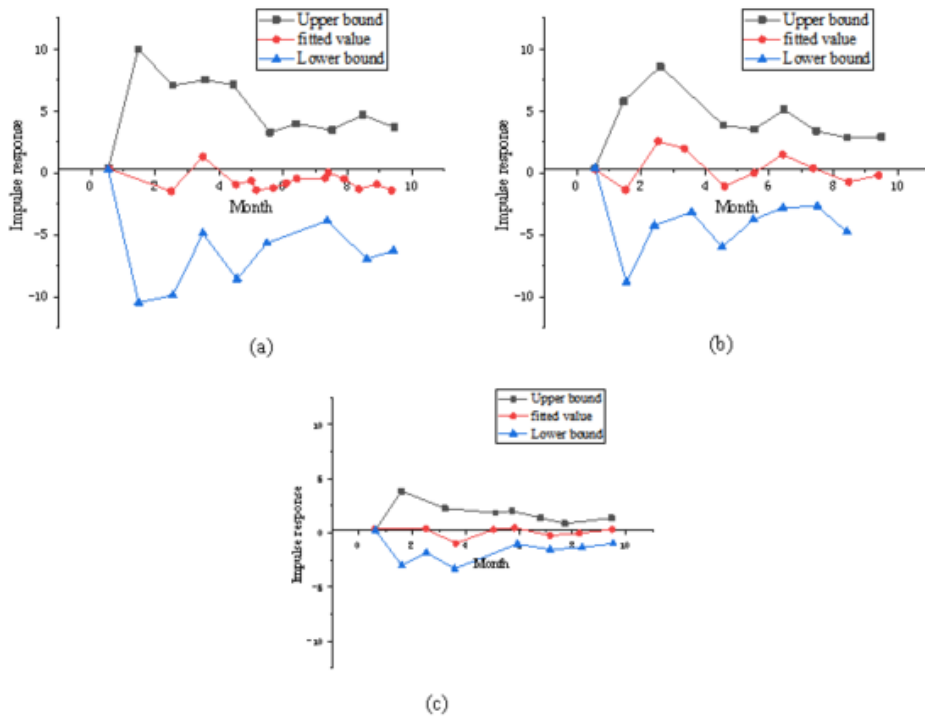 Upper bound
fitted value
Lower bound
10
5
0
−5
−10
0
2
4
6
8
10
Impulse response
Month
(a)
Upper bound
fitted value
Lower bound
10
5
0
−5
−10
0
2
4
6
8
10
Impulse response
Month
(b)
Upper bound
fitted value
Lower bound
10
5
0
−5
−10
0
2
4
6
8
10
Impulse response
Month
(c)